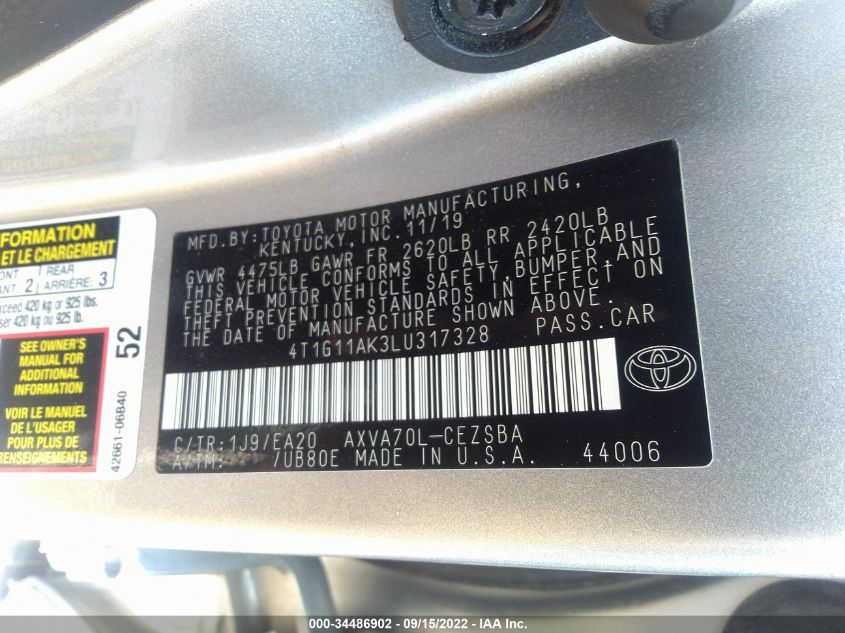 MFD. BY: TOYOTA MOTOR MANUFACTURING,
KENTUCKY, INC. 11/19
GVWR 4475LB GAWR FR 2620LB RR 2420LB
THIS VEHICLE CONFORMS TO ALL APPLICABLE
FEDERAL MOTOR VEHICLE SAFETY, BUMPER, AND
THEFT PREVENTION STANDARDS IN EFFECT ON
THE DATE OF MANUFACTURE SHOWN ABOVE.
4T1G11AK3LU317328 PASS. CAR
C/TR: 1J9/EA20 AXVA70L-CEZSBA
A/TM: /UB80E MADE IN U.S.A. 44006
FORMATION
ET LE CHARGEMENT
REAR
2 ARRIÈRE: 3
420 kg or 925 lbs.
420 kg ou 925 lb.
52
SEE OWNER'S
MANUAL FOR
ADDITIONAL
INFORMATION
VOIR LE MANUEL
DE L'USAGER
POUR PLUS DE
RENSEIGNEMENTS
42661-06B40
000-34486902 - 09/15/2022 - IAA Inc.